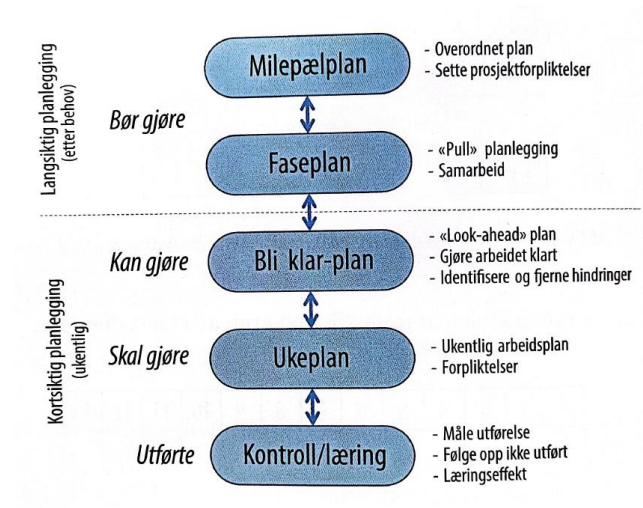 Langsiktig planlegging
(etter behov)
Milepælplan
- Overordnet plan
- Sette prosjektforpliktelser
Bør gjøre
Faseplan
- «Pull» planlegging
- Samarbeid
Kortsiktig planlegging
(ukentlig)
Kan gjøre
Bli klar-plan
- «Look-ahead» plan
- Gjøre arbeidet klart
- Identifisere og fjerne hindringer
Skal gjøre
Ukeplan
- Ukentlig arbeidsplan
- Forpliktelser
Utførte
Kontroll/læring
- Måle utførelse
- Følge opp ikke utført
- Læringseffekt